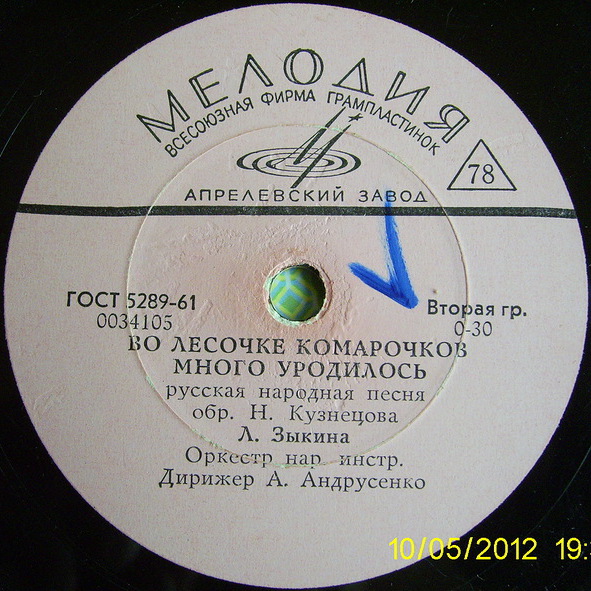 МЕЛОДИЯ
ВСЕСОЮЗНАЯ ФИРМА ГРАМПЛАСТИНОК
78
АПРЕЛЕВСКИЙ ЗАВОД
ГОСТ 5289-61
0034105
Вторая гр.
0-30
ВО ЛЕСОЧКЕ КОМАРОЧКОВ
МНОГО УРОДИЛОСЬ
русская народная песня
обр. Н. Кузнецова
Л. Зыкина
Оркестр нар. инстр.
Дирижер А. Андрусенко
10/05/2012 19: